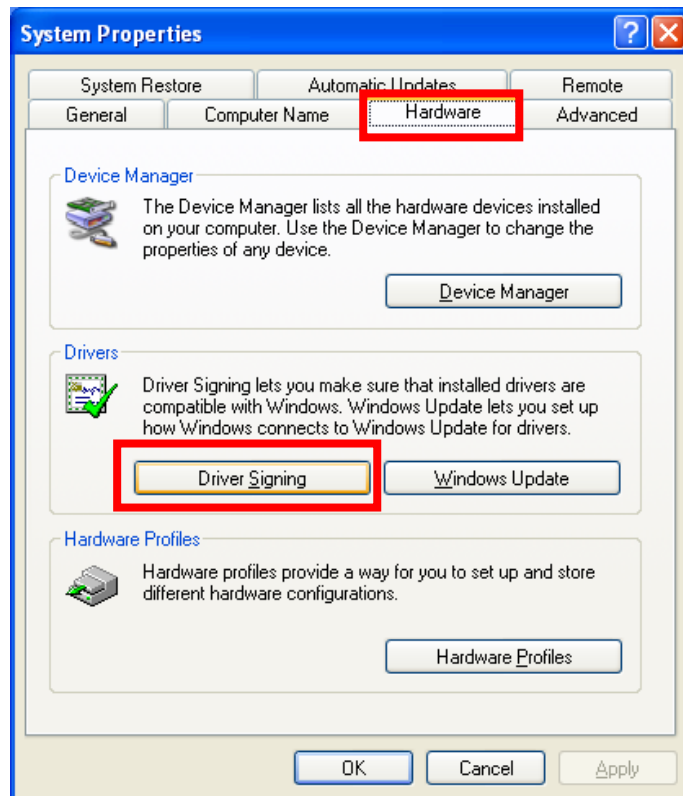 System Properties
System Restore Automatic Updates Remote
General Computer Name Hardware Advanced
Device Manager
The Device Manager lists all the hardware devices installed
on your computer. Use the Device Manager to change the
properties of any device.
Device Manager
Drivers
Driver Signing lets you make sure that installed drivers are
compatible with Windows. Windows Update lets you set up
how Windows connects to Windows Update for drivers.
Driver Signing Windows Update
Hardware Profiles
Hardware profiles provide a way for you to set up and store
different hardware configurations.
Hardware Profiles
OK Cancel Apply